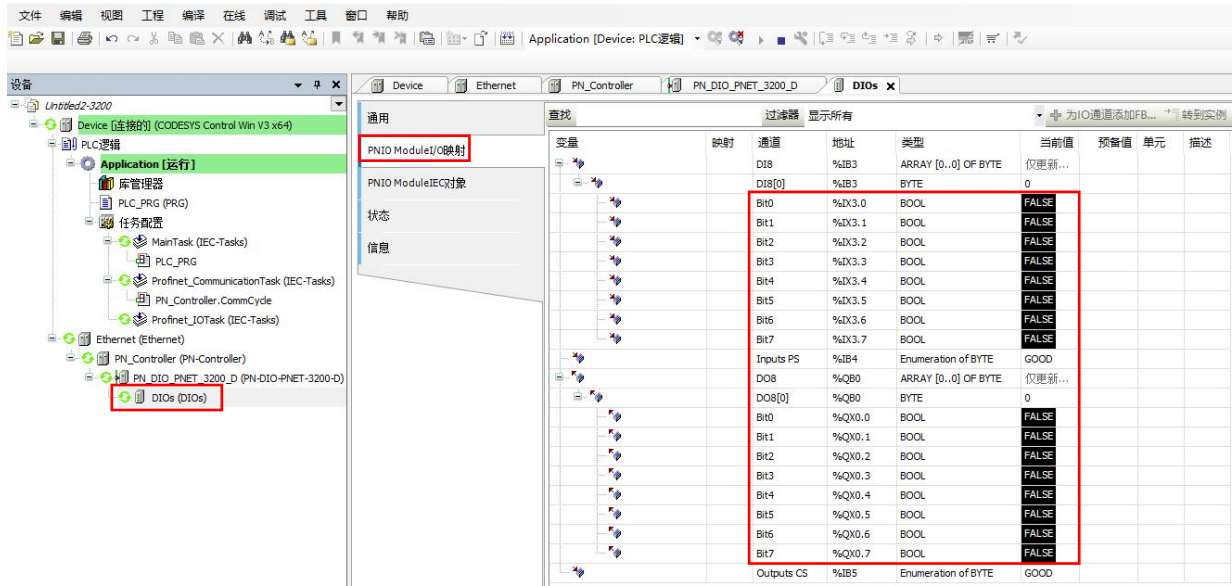 文件 编辑 视图 工程 编译 在线 调试 工具 窗口 帮助
Application [Device: PLC逻辑]
设备
Untitled2-3200
Device [连接的] (CODESYS Control Win V3 x64)
PLC逻辑
Application [运行]
库管理器
PLC_PRG (PRG)
任务配置
MainTask (IEC-Tasks)
PLC_PRG
Profinet_CommunicationTask (IEC-Tasks)
PN_Controller.CommCycle
Profinet_IOTask (IEC-Tasks)
Ethernet (Ethernet)
PN_Controller (PN-Controller)
PN_DIO_PNET_3200_D (PN-DIO-PNET-3200-D)
DIOs (DIOs)
Device Ethernet PN_Controller PN_DIO_PNET_3200_D DIOs
通用
PNIO ModuleI/O映射
PNIO ModuleIEC对象
状态
信息
查找 过滤器 显示所有 为IO通道添加FB... 转到实例
变量 映射 通道 地址 类型 当前值 预备值 单元 描述
DI8 %IB3 ARRAY [0..0] OF BYTE 仅更新...
DI8[0] %IB3 BYTE 0
Bit0 %IX3.0 BOOL FALSE
Bit1 %IX3.1 BOOL FALSE
Bit2 %IX3.2 BOOL FALSE
Bit3 %IX3.3 BOOL FALSE
Bit4 %IX3.4 BOOL FALSE
Bit5 %IX3.5 BOOL FALSE
Bit6 %IX3.6 BOOL FALSE
Bit7 %IX3.7 BOOL FALSE
Inputs PS %IB4 Enumeration of BYTE GOOD
DO8 %QB0 ARRAY [0..0] OF BYTE 仅更新...
DO8[0] %QB0 BYTE 0
Bit0 %QX0.0 BOOL FALSE
Bit1 %QX0.1 BOOL FALSE
Bit2 %QX0.2 BOOL FALSE
Bit3 %QX0.3 BOOL FALSE
Bit4 %QX0.4 BOOL FALSE
Bit5 %QX0.5 BOOL FALSE
Bit6 %QX0.6 BOOL FALSE
Bit7 %QX0.7 BOOL FALSE
Outputs CS %IB5 Enumeration of BYTE GOOD